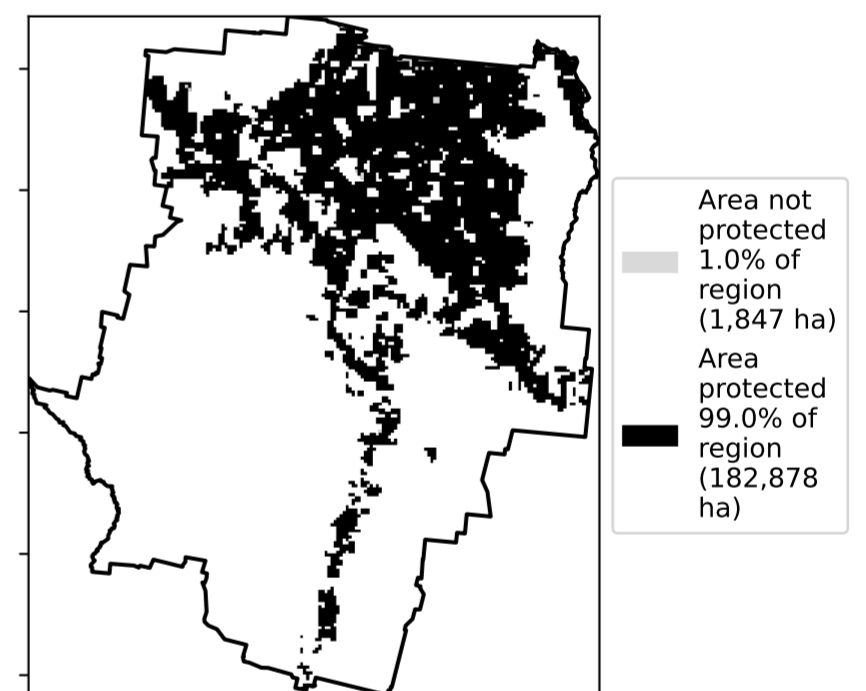 Area not
protected
1.0% of
region
(1,847 ha)
Area
protected
99.0% of
region
(182,878
ha)